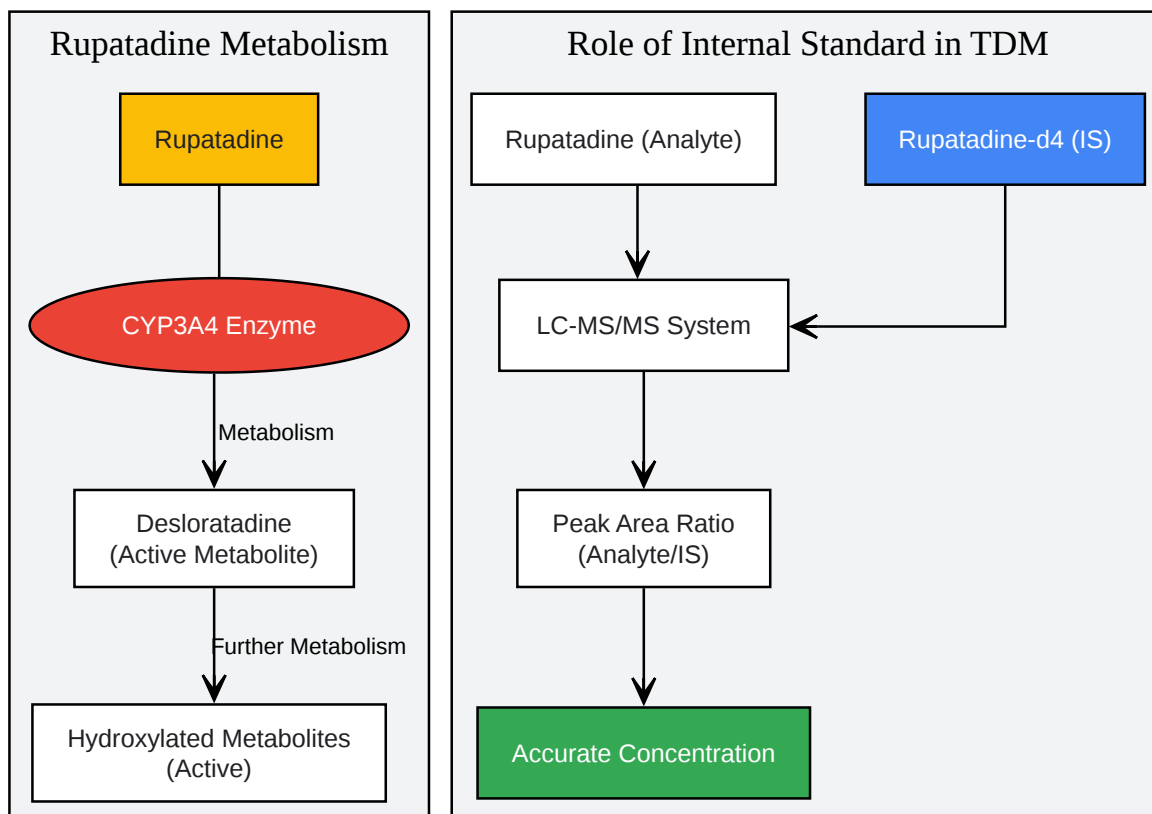 Rupatadine Metabolism
Rupatadine
CYP3A4 Enzyme
Metabolism
Desloratadine
(Active Metabolite)
Further Metabolism
Hydroxylated Metabolites
(Active)
Role of Internal Standard in TDM
Rupatadine (Analyte)
Rupatadine-d4 (IS)
LC-MS/MS System
Peak Area Ratio
(Analyte/IS)
Accurate Concentration